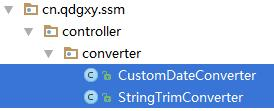 cn.qdgxy.ssm
controller
converter
CustomDateConverter
StringTrimConverter